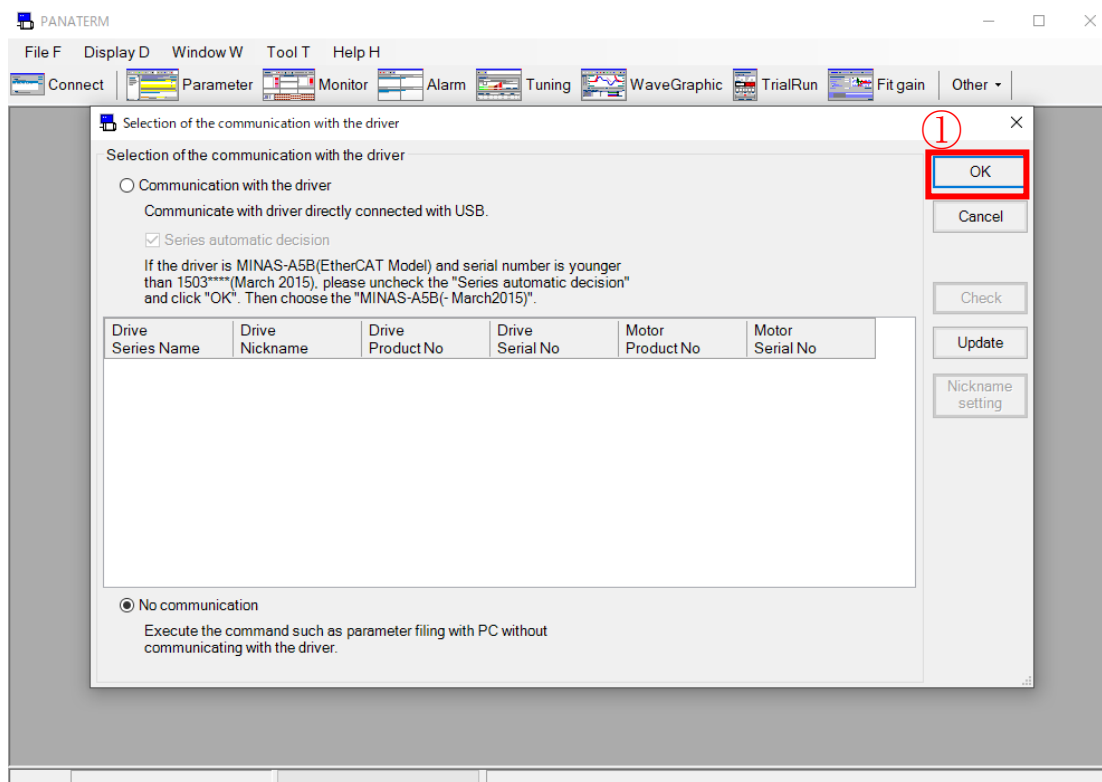 PANATERM
File F Display D Window W Tool T Help H
Connect Parameter Monitor Alarm Tuning WaveGraphic TrialRun Fit gain Other
Selection of the communication with the driver
①
Selection of the communication with the driver
OK
Communication with the driver
Communicate with driver directly connected with USB.
Cancel
Series automatic decision
If the driver is MINAS-A5B(EtherCAT Model) and serial number is younger
than 1503****(March 2015), please uncheck the "Series automatic decision"
and click "OK". Then choose the "MINAS-A5B(- March2015)".
Check
Drive Drive Drive Drive Motor Motor
Series Name Nickname Product No Serial No Product No Serial No
Update
Nickname
setting
No communication
Execute the command such as parameter filing with PC without
communicating with the driver.